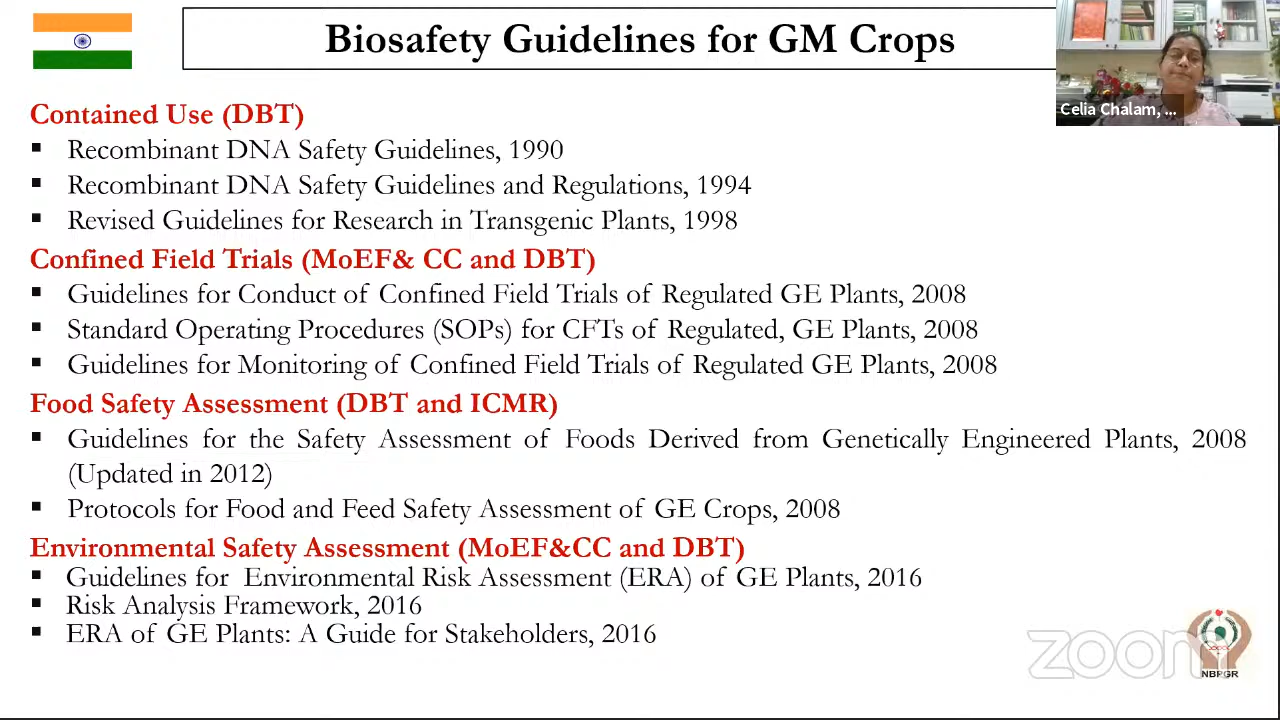 Biosafety Guidelines for GM Crops
Celia Chalam, ...
Contained Use (DBT)
▪ Recombinant DNA Safety Guidelines, 1990
▪ Recombinant DNA Safety Guidelines and Regulations, 1994
▪ Revised Guidelines for Research in Transgenic Plants, 1998
Confined Field Trials (MoEF& CC and DBT)
▪ Guidelines for Conduct of Confined Field Trials of Regulated GE Plants, 2008
▪ Standard Operating Procedures (SOPs) for CFTs of Regulated, GE Plants, 2008
▪ Guidelines for Monitoring of Confined Field Trials of Regulated GE Plants, 2008
Food Safety Assessment (DBT and ICMR)
▪ Guidelines for the Safety Assessment of Foods Derived from Genetically Engineered Plants, 2008
(Updated in 2012)
▪ Protocols for Food and Feed Safety Assessment of GE Crops, 2008
Environmental Safety Assessment (MoEF&CC and DBT)
▪ Guidelines for Environmental Risk Assessment (ERA) of GE Plants, 2016
▪ Risk Analysis Framework, 2016
▪ ERA of GE Plants: A Guide for Stakeholders, 2016
zoom
NBPGR